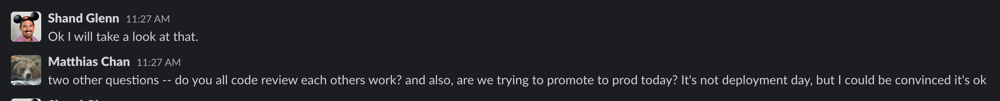 Shand Glenn 11:27 AM
Ok I will take a look at that.
Matthias Chan 11:27 AM
two other questions -- do you all code review each others work? and also, are we trying to promote to prod today? It's not deployment day, but I could be convinced it's ok